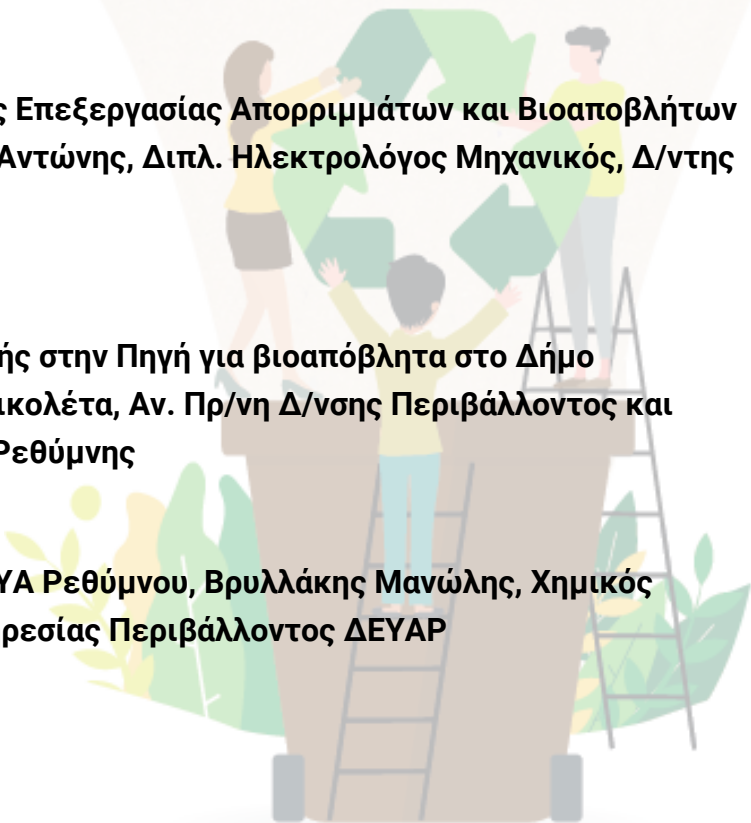 ς Επεξεργασίας Απορριμμάτων και Βιοαποβλήτων
Αντώνης, Διπλ. Ηλεκτρολόγος Μηχανικός, Δ/ντης
ής στην Πηγή για βιοαπόβλητα στο Δήμο
ικολέτα, Αν. Πρ/νη Δ/νσης Περιβάλλοντος και
Ρεθύμνης
ΥΑ Ρεθύμνου, Βρυλλάκης Μανώλης, Χημικός
ρεσίας Περιβάλλοντος ΔΕΥΑΡ